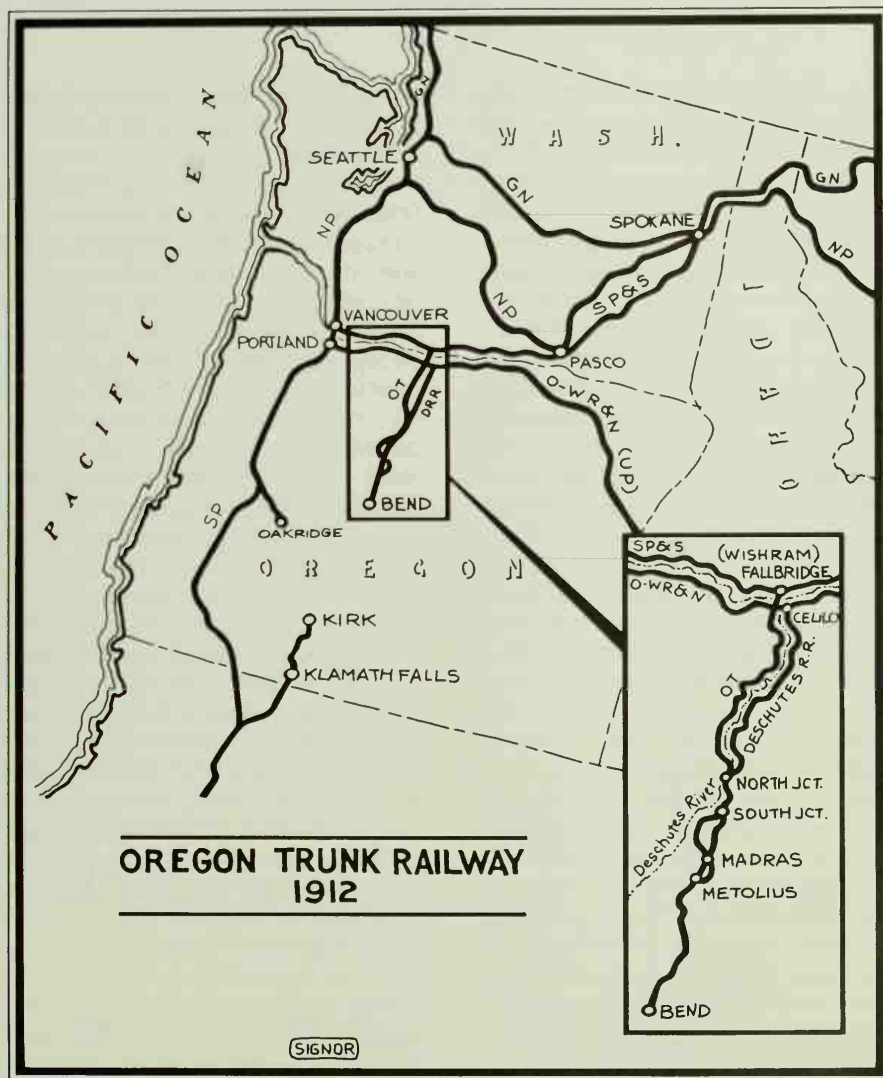 PACIFIC OCEAN
GN
WASH.
SEATTLE
GN
NP
SPOKANE
GN
NP
NP
SP&S
IDAHO
VANCOUVER
PORTLAND
PASCO
OT
DRR
O-WR&N (UP)
BEND
SP
OAKRIDGE
OREGON
KIRK
KLAMATH FALLS
SP&S
(WISHRAM)
FALLBRIDGE
O-WR&N
CELILO
OT
DESCHUTES R.R.
NORTH JCT.
Deschutes River
SOUTH JCT.
MADRAS
METOLIUS
BEND
OREGON TRUNK RAILWAY
1912
SIGNOR